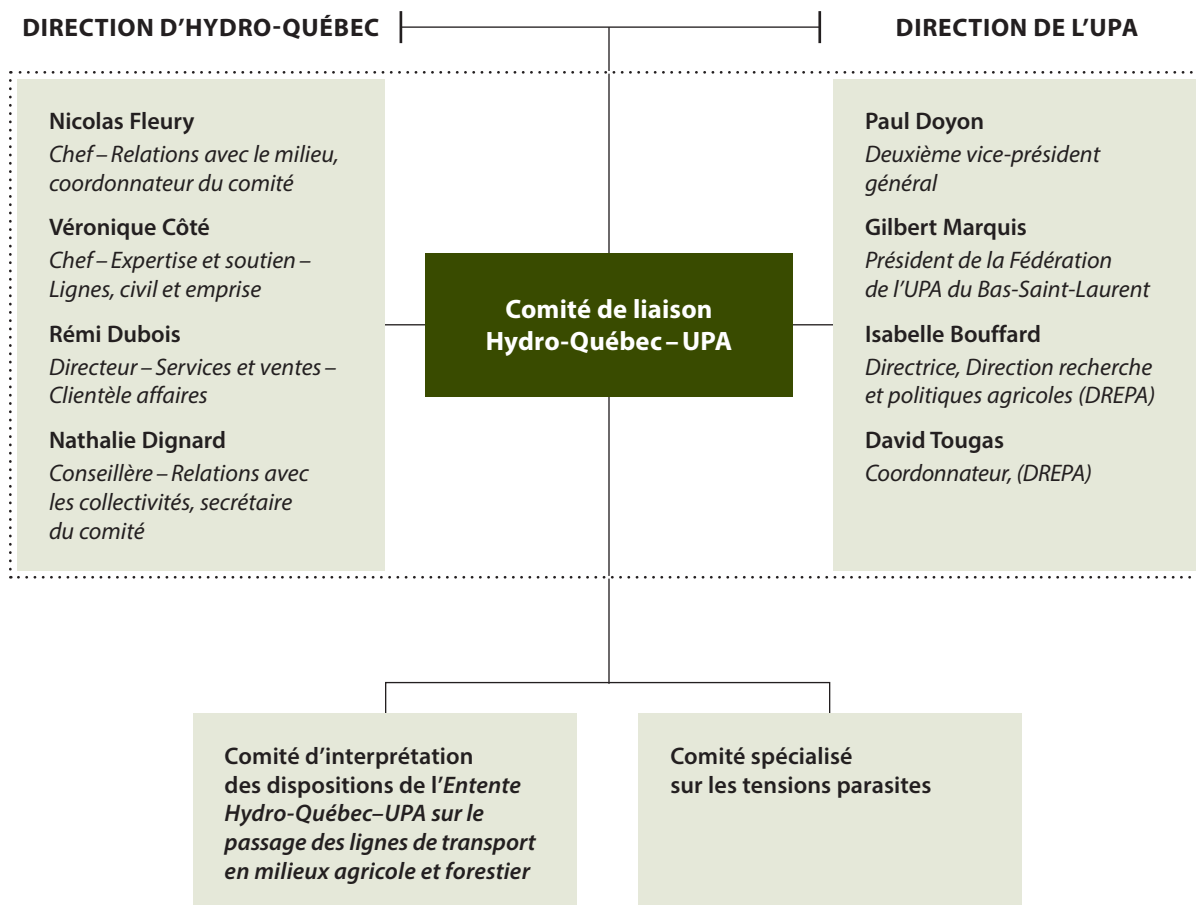 DIRECTION D’HYDRO-QUÉBEC
DIRECTION DE L’UPA
Nicolas Fleury
Chef – Relations avec le milieu,
coordonnateur du comité
Véronique Côté
Chef – Expertise et soutien –
Lignes, civil et emprise
Rémi Dubois
Directeur – Services et ventes –
Clientèle affaires
Nathalie Dignard
Conseillère – Relations avec
les collectivités, secrétaire
du comité
Comité de liaison
Hydro-Québec – UPA
Paul Doyon
Deuxième vice-président
général
Gilbert Marquis
Président de la Fédération
de l’UPA du Bas-Saint-Laurent
Isabelle Bouffard
Directrice, Direction recherche
et politiques agricoles (DREPA)
David Tougas
Coordonnateur, (DREPA)
Comité d’interprétation
des dispositions de l’Entente
Hydro-Québec–UPA sur le
passage des lignes de transport
en milieux agricole et forestier
Comité spécialisé
sur les tensions parasites